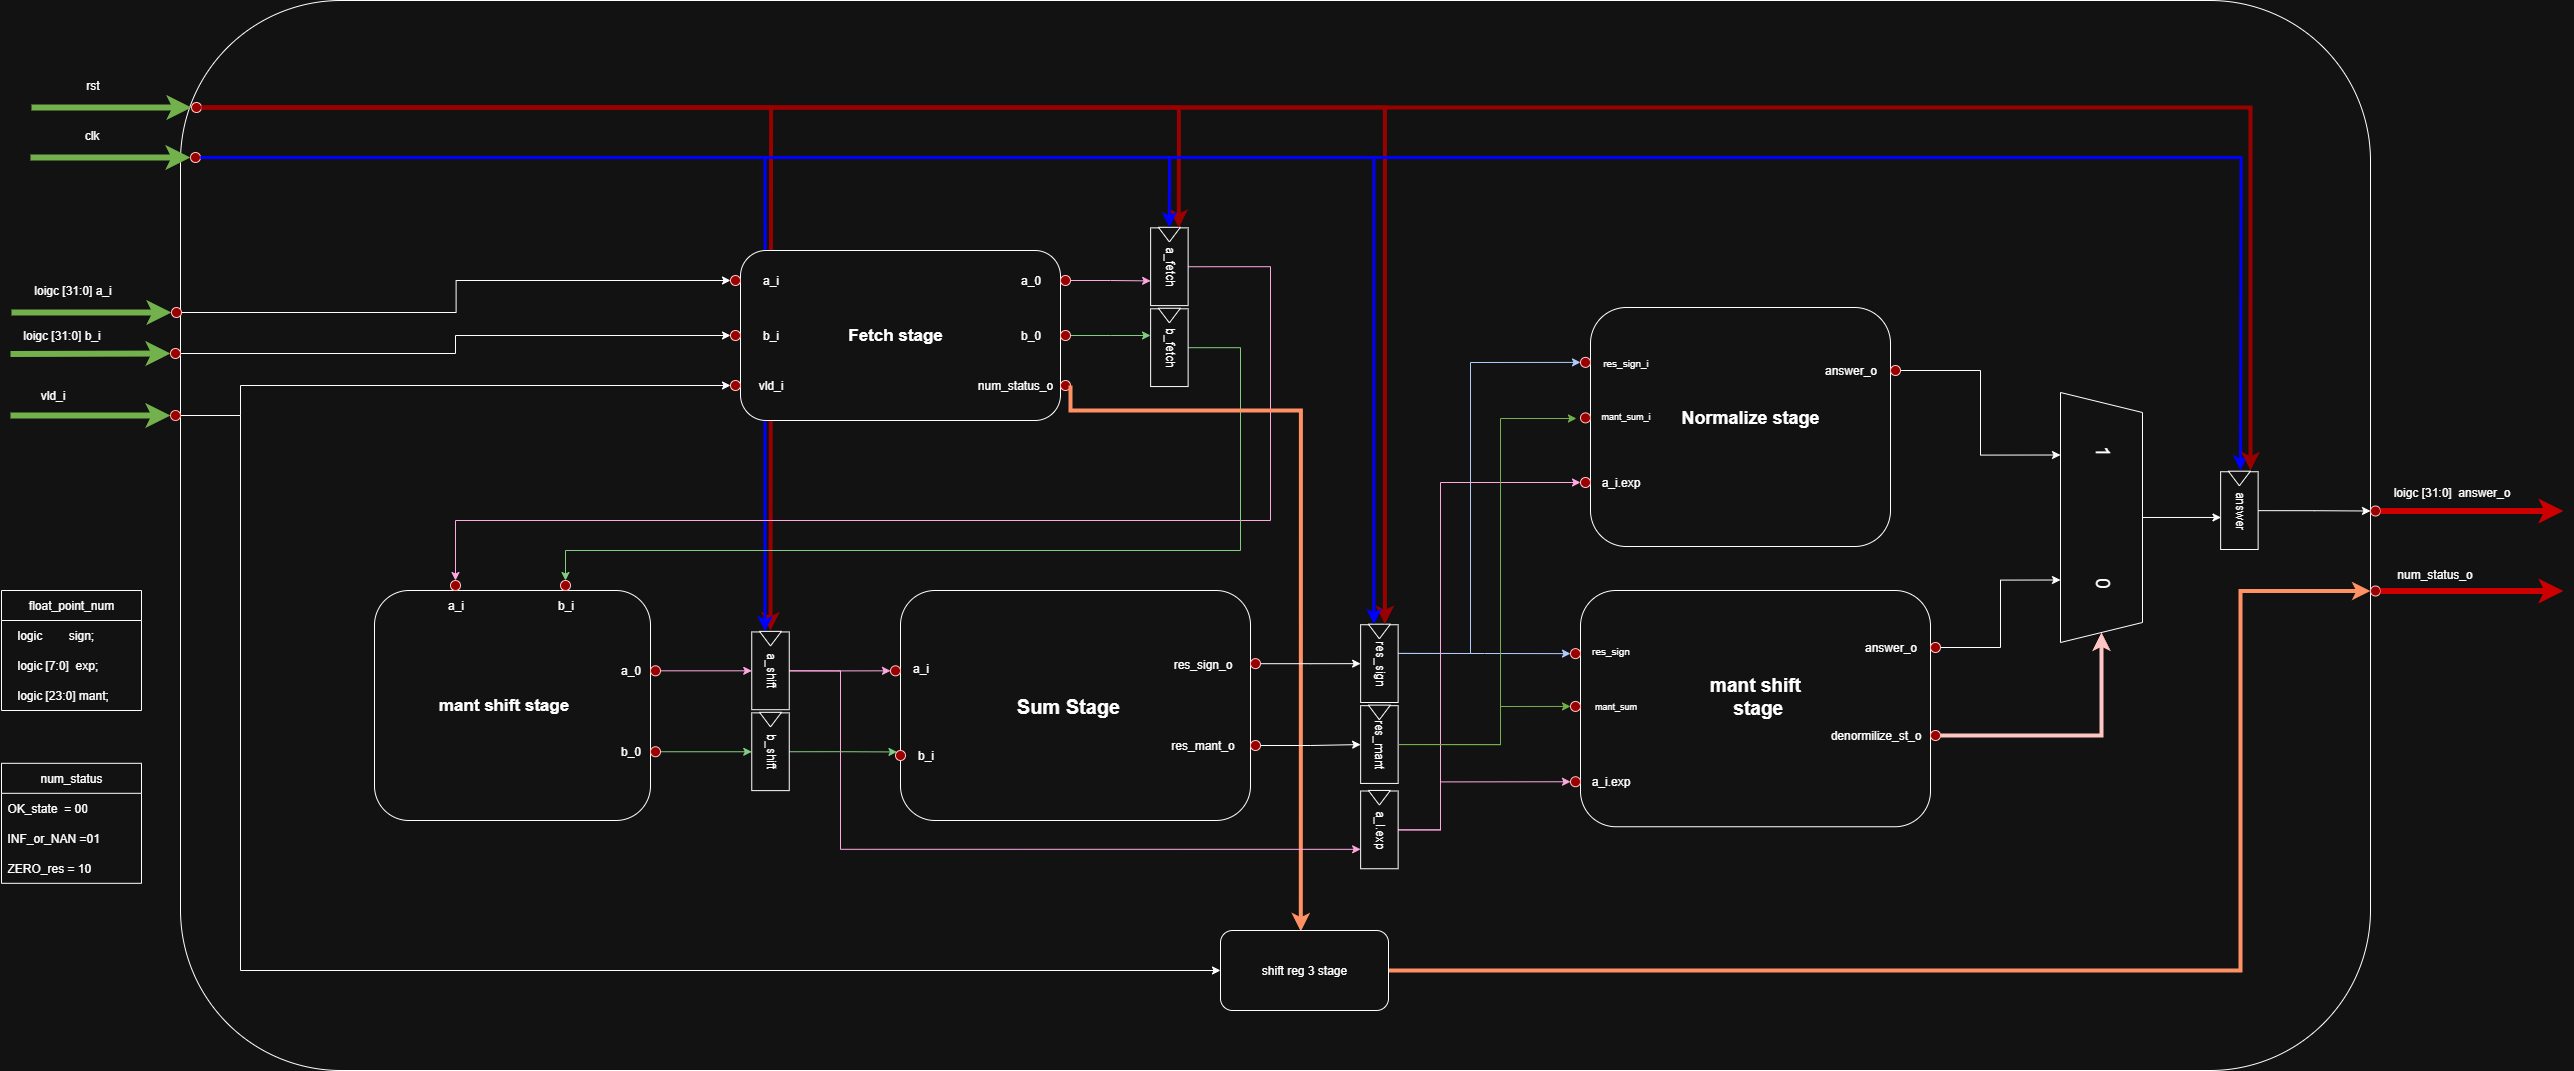 rst
clk
loigc [31:0] a_i
loigc [31:0] b_i
vld_i
a_i
b_i
vld_i
Fetch stage
a_0
b_0
num_status_o
a_fetch
b_fetch
res_sign_i
mant_sum_i
a_i.exp
Normalize stage
answer_o
1
0
answer
loigc [31:0] answer_o
num_status_o
float_point_num
logic sign;
logic [7:0] exp;
logic [23:0] mant;
num_status
OK_state = 00
INF_or_NAN =01
ZERO_res = 10
a_i
b_i
mant shift stage
a_0
b_0
a_shift
b_shift
a_i
b_i
Sum Stage
res_sign_o
res_mant_o
res_sign
res_mant
a_i.exp
res_sign
mant_sum
a_i.exp
mant shift
stage
answer_o
denormilize_st_o
shift reg 3 stage